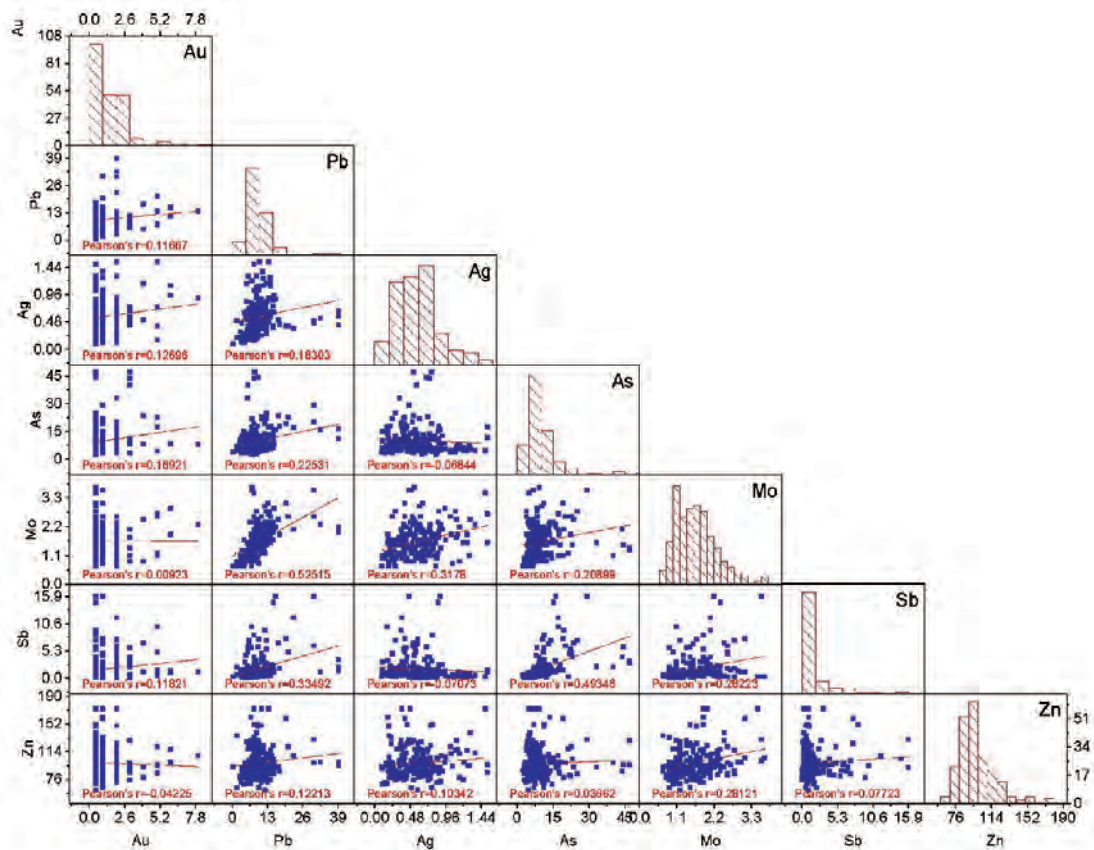 0.0 2.6 5.2 7.8
Au
108
81
54
27
0
Au
Pb
39
26
13
0
Pearson's r=0.11667
Pb
Ag
1.44
0.96
0.48
0.00
Pearson's r=0.12696
Pearson's r=0.18303
Ag
As
45
30
15
0
Pearson's r=0.16921
Pearson's r=0.22531
Pearson's r=-0.06844
As
Mo
3.3
2.2
1.1
0.0
Pearson's r=0.00923
Pearson's r=0.52515
Pearson's r=0.3178
Pearson's r=0.20899
Mo
Sb
15.9
10.6
5.3
0.0
Pearson's r=0.11821
Pearson's r=0.33492
Pearson's r=-0.07073
Pearson's r=0.49348
Pearson's r=0.28223
Sb
Zn
190
152
114
76
Pearson's r=-0.04225
Pearson's r=0.12213
Pearson's r=0.10342
Pearson's r=0.03662
Pearson's r=0.28121
Pearson's r=0.07723
Zn
51
34
17
0
0.0 2.6 5.2 7.8
0 13 26 39
0.00 0.48 0.96 1.44
0 15 30 45
1.1 2.2 3.3
0.0 5.3 10.6 15.9
76 114 152 190
Au Pb Ag As Mo Sb Zn